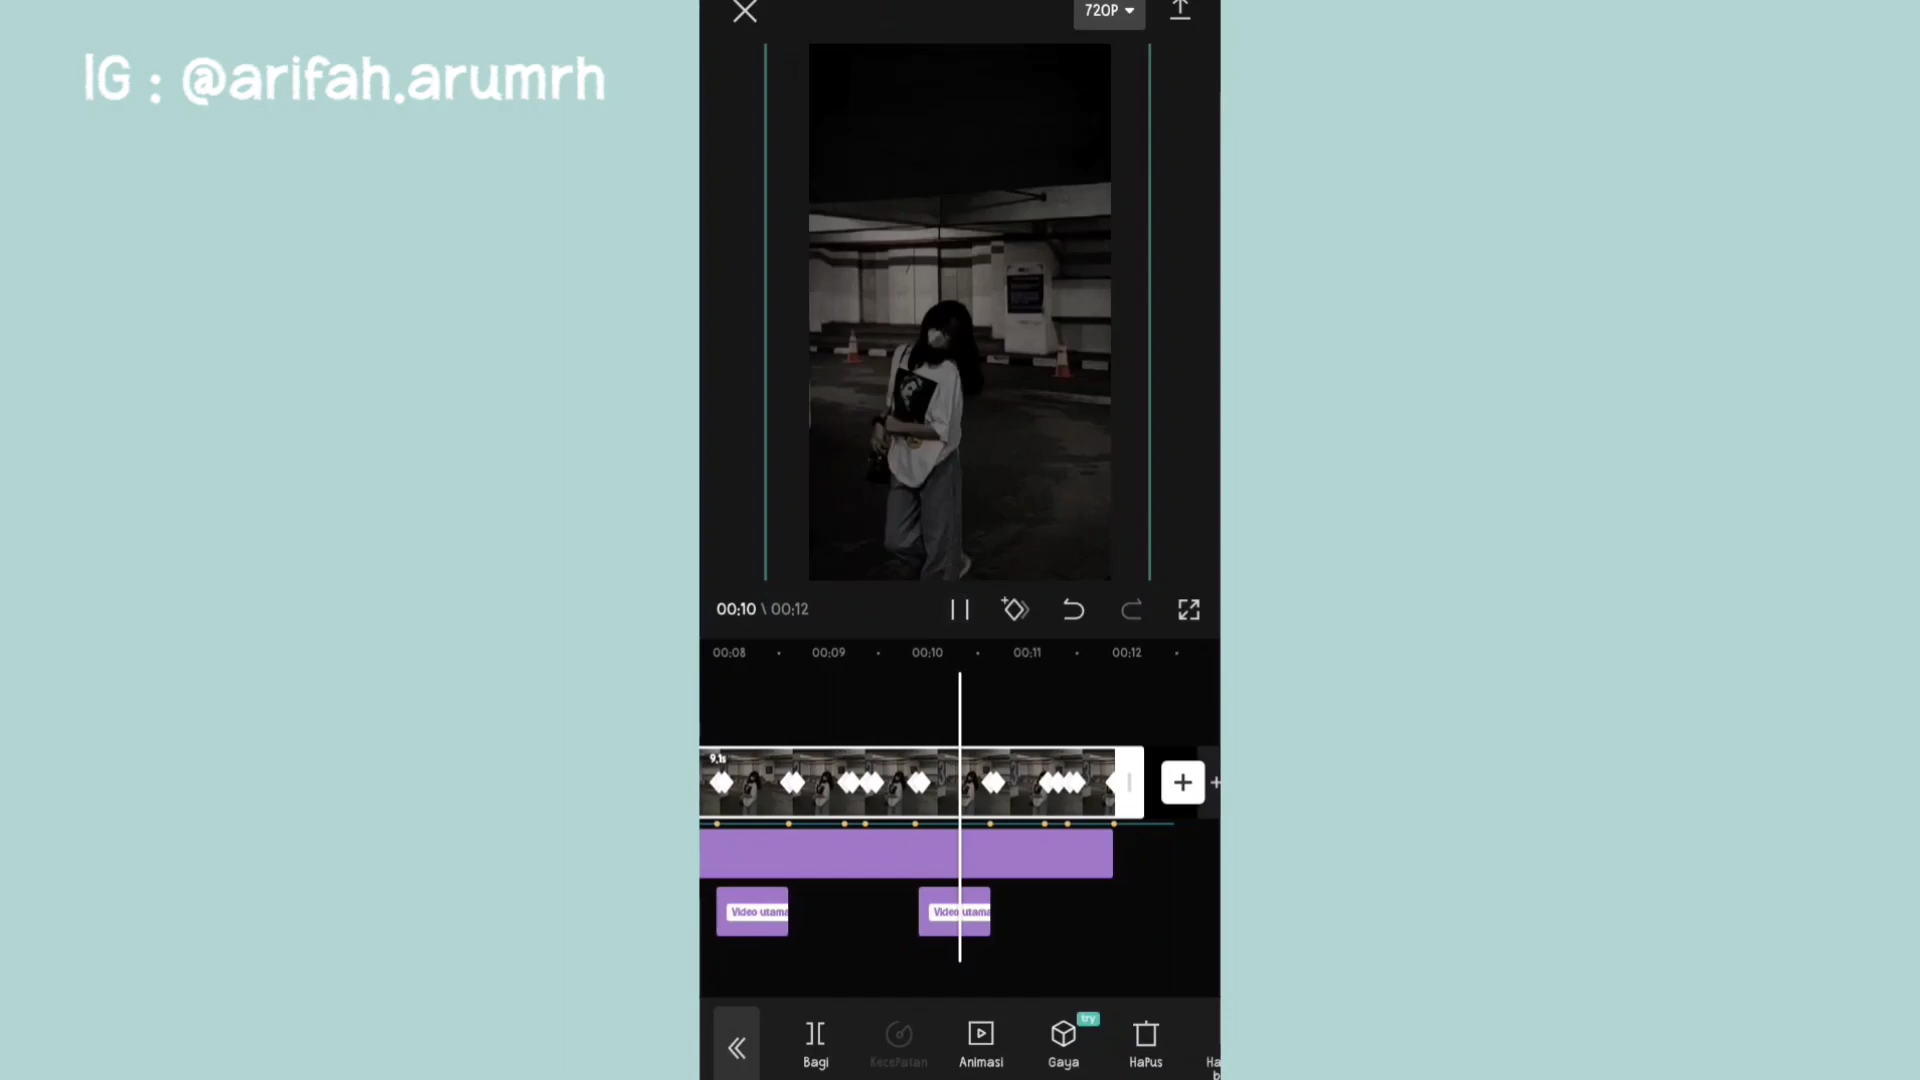 IG : @arifah.arumrh
720P
00:10 \ 00:12
00:08
00:09
00:10
00:11
00:12
9,1s
Video utama
Video utama
try
Bagi
KecePatan
Animasi
Gaya
HaPus
Ha
b